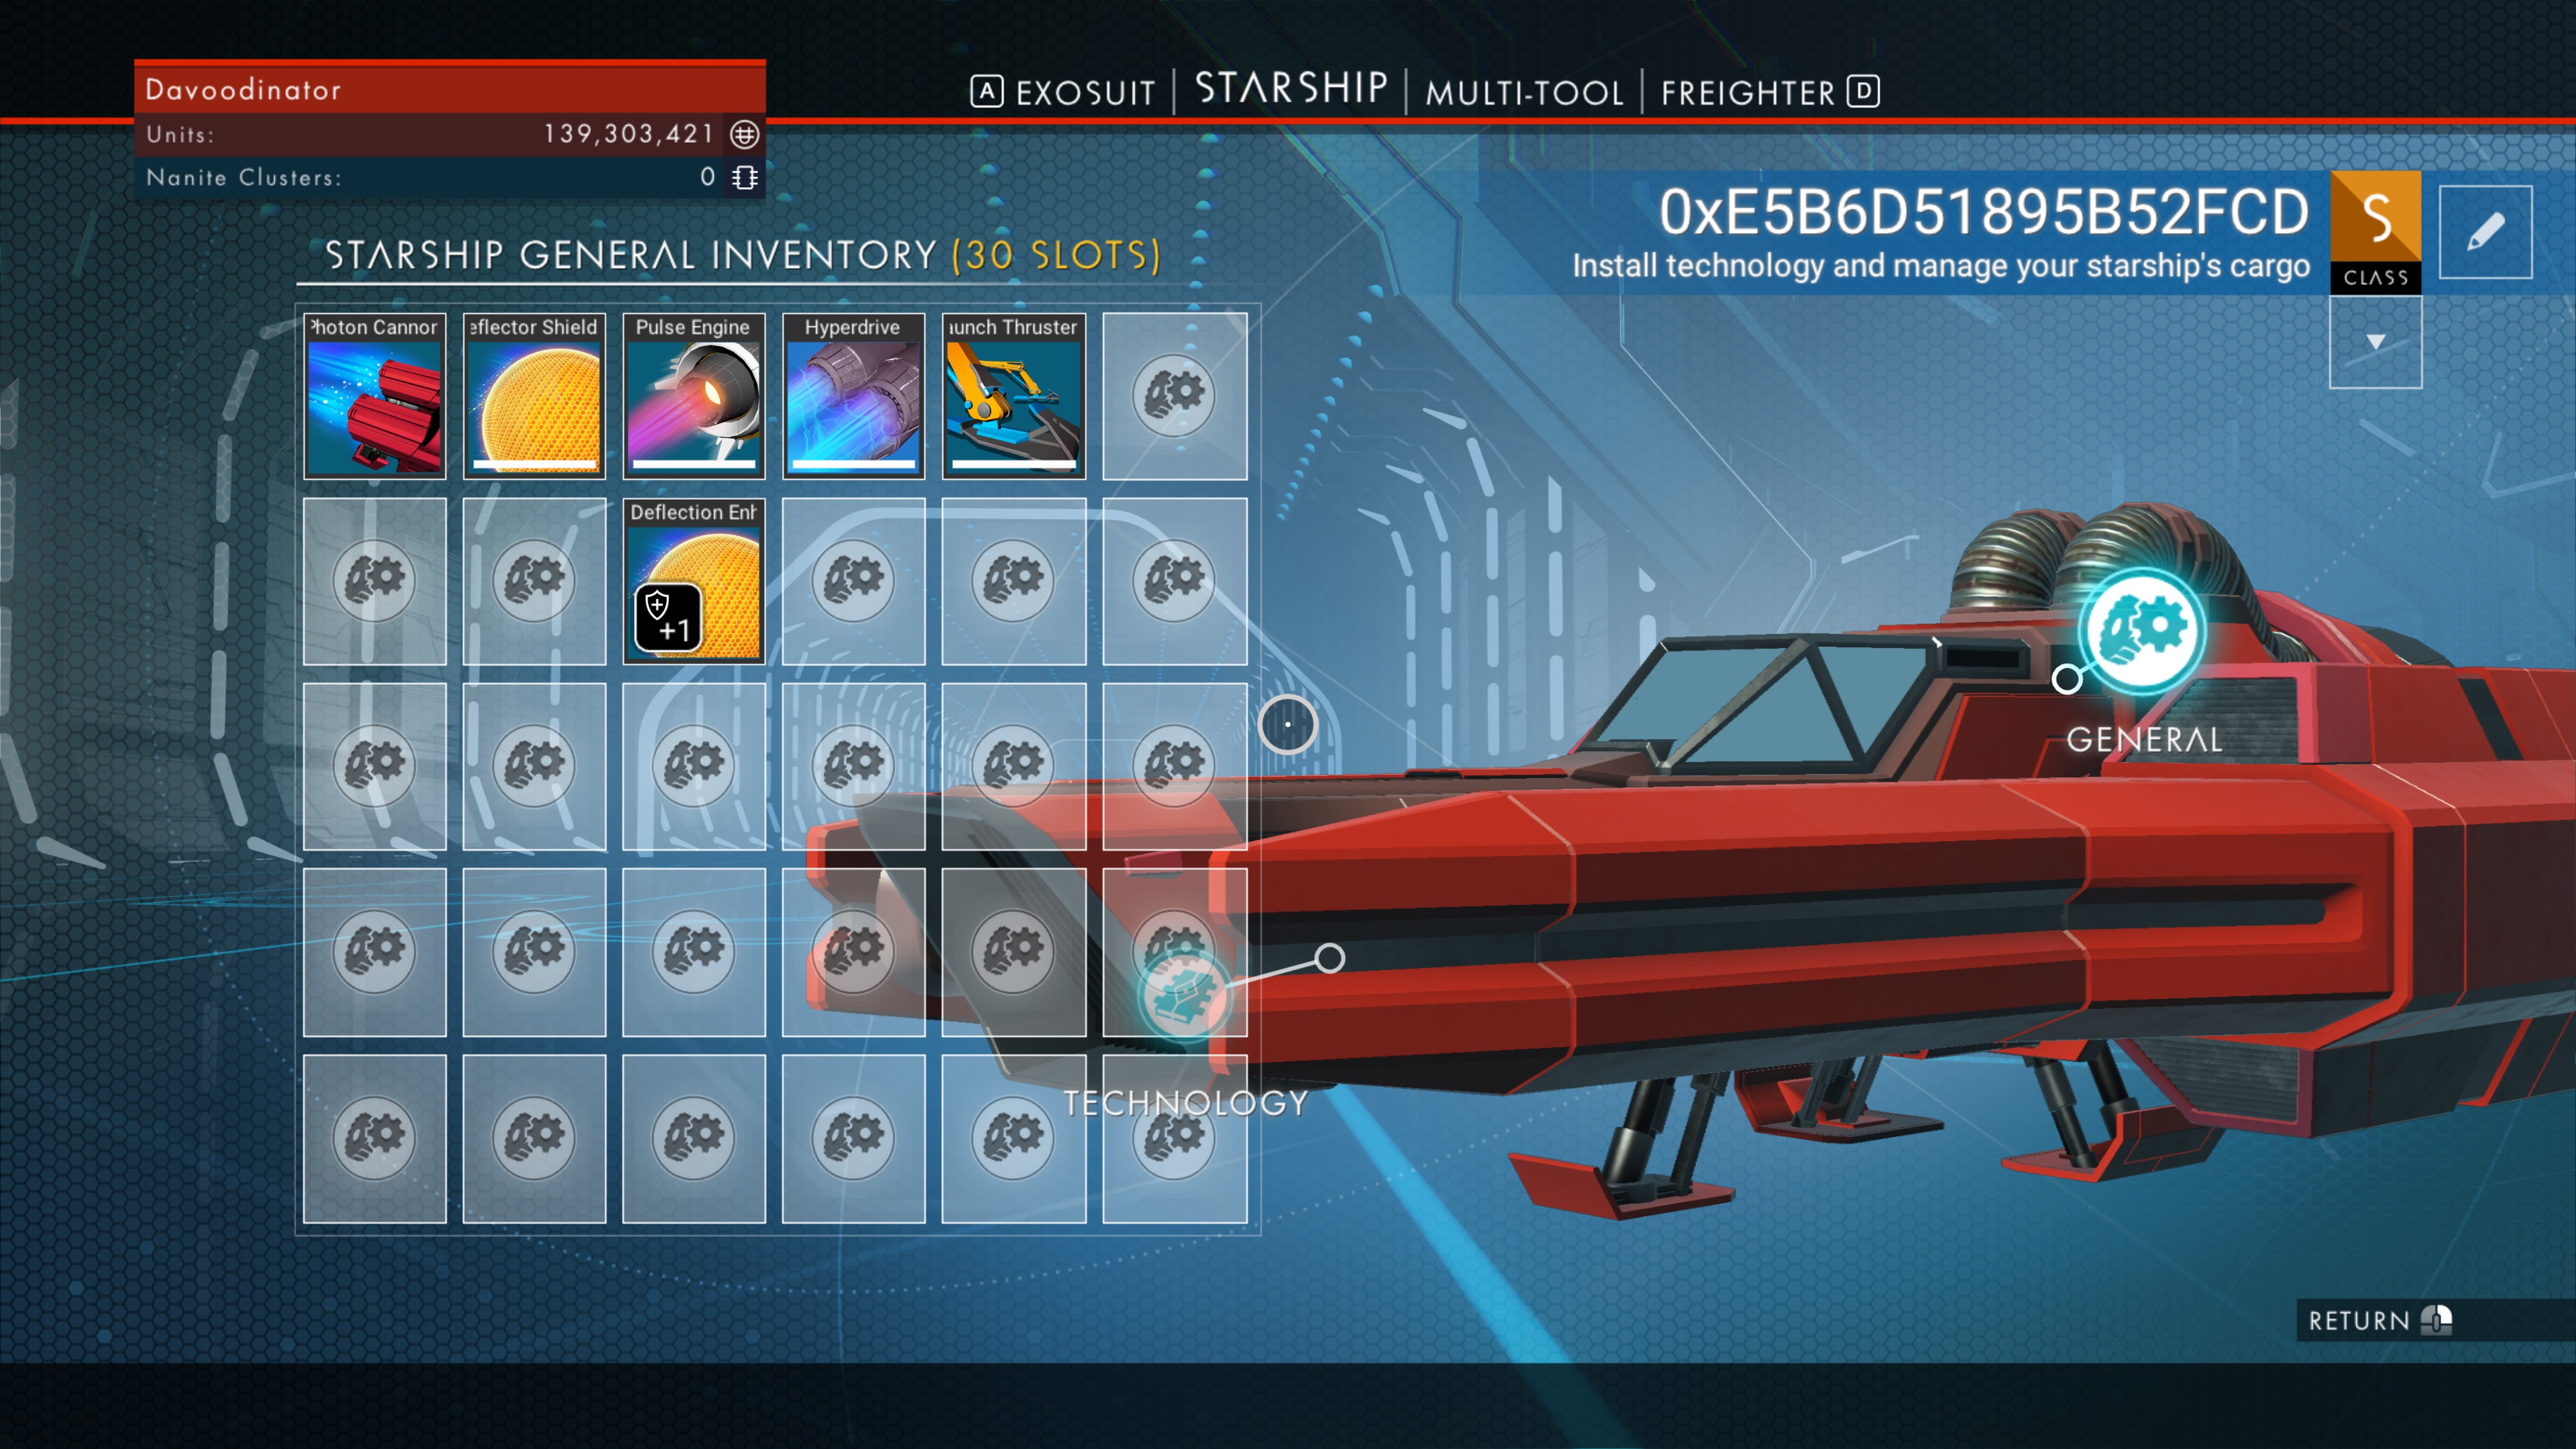 Davoodinator
Units: 139,303,421
Nanite Clusters: 0
A EXOSUIT STARSHIP MULTI-TOOL FREIGHTER D
0xE5B6D51895B52FCD
Install technology and manage your starship's cargo
S
CLASS
STARSHIP GENERAL INVENTORY (30 SLOTS)
Photon Cannon eflector Shield Pulse Engine Hyperdrive aunch Thruster
Deflection Enh
+1
GENERAL
TECHNOLOGY
RETURN